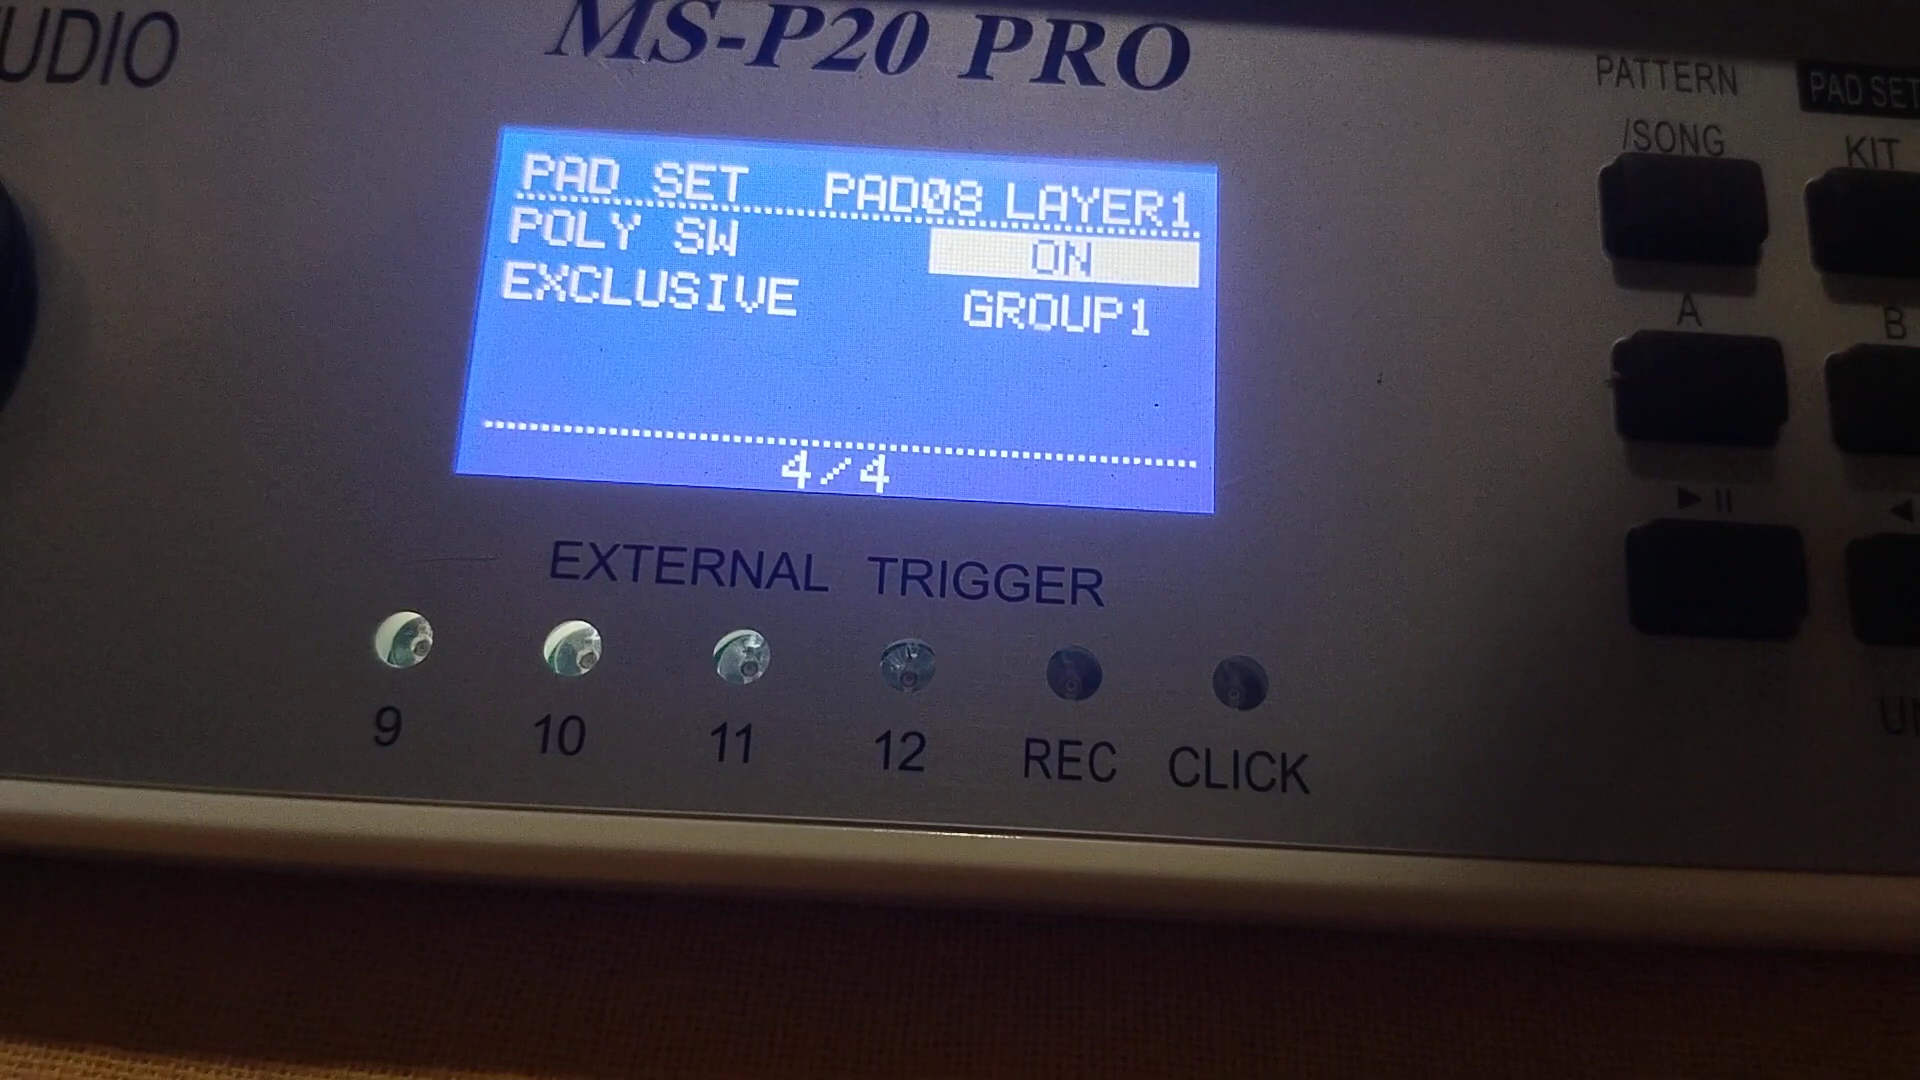 UDIO
MS-P20 PRO
PAD SET PAD08 LAYER1
POLY SW ON
EXCLUSIVE GROUP1
4/4
EXTERNAL TRIGGER
9 10 11 12 REC CLICK
PATTERN
/SONG
PAD SET
KIT
A
B